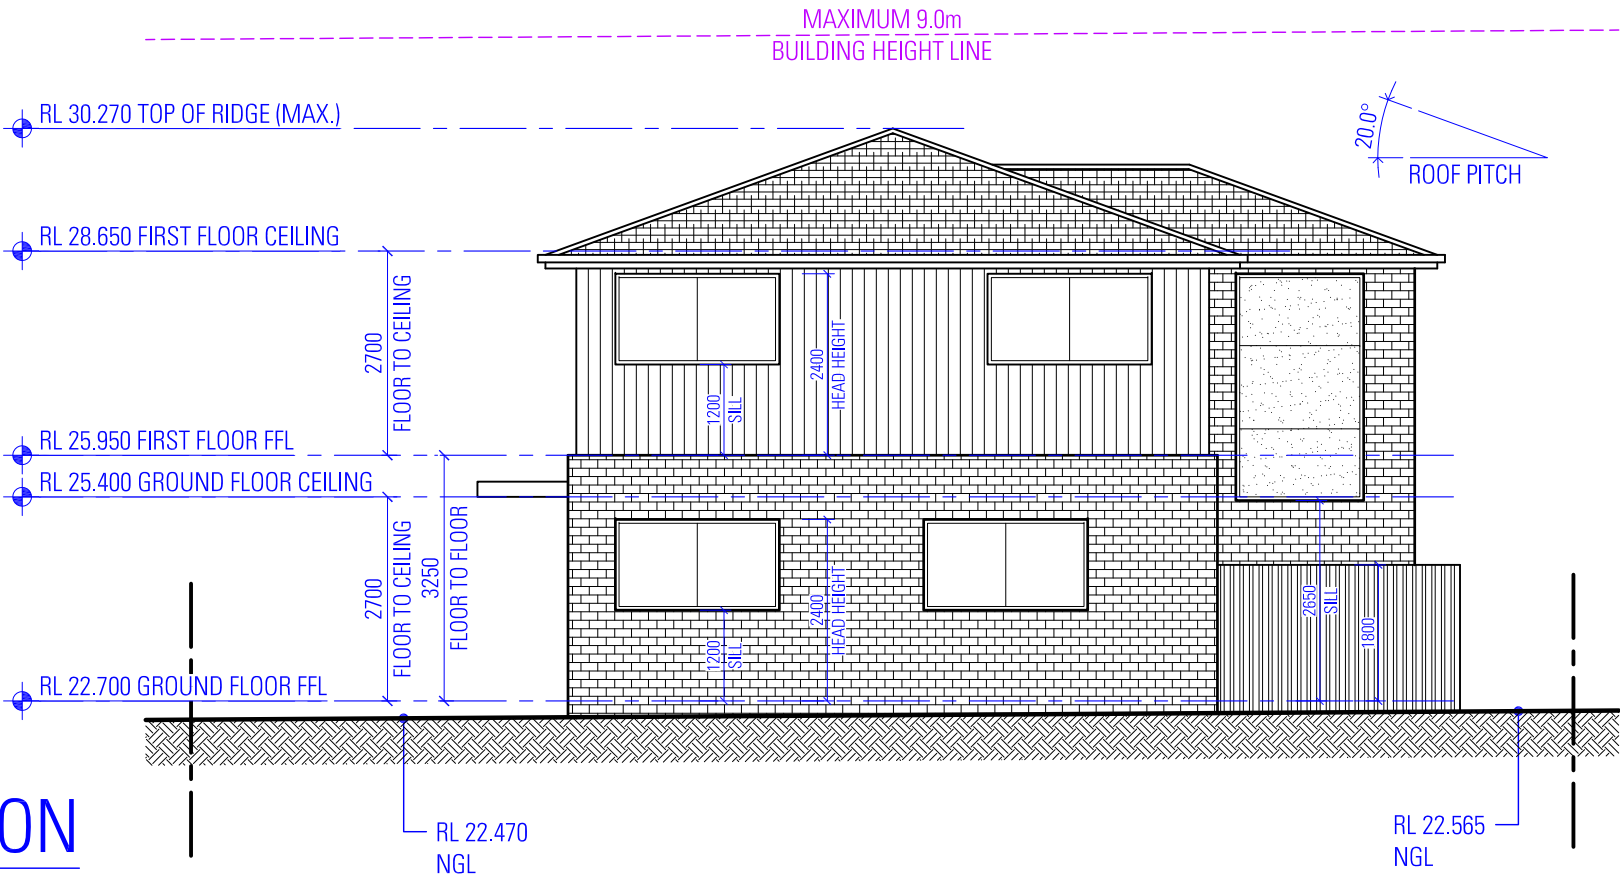 MAXIMUM 9.0m
BUILDING HEIGHT LINE
RL 30.270 TOP OF RIDGE (MAX.)
20.0°
ROOF PITCH
RL 28.650 FIRST FLOOR CEILING
2700
FLOOR TO CEILING
2400
HEAD HEIGHT
1200
SILL
RL 25.950 FIRST FLOOR FFL
RL 25.400 GROUND FLOOR CEILING
2700
FLOOR TO CEILING
3250
FLOOR TO FLOOR
2400
HEAD HEIGHT
1200
SILL
2650
SILL
1800
RL 22.700 GROUND FLOOR FFL
ON
RL 22.470
NGL
RL 22.565
NGL